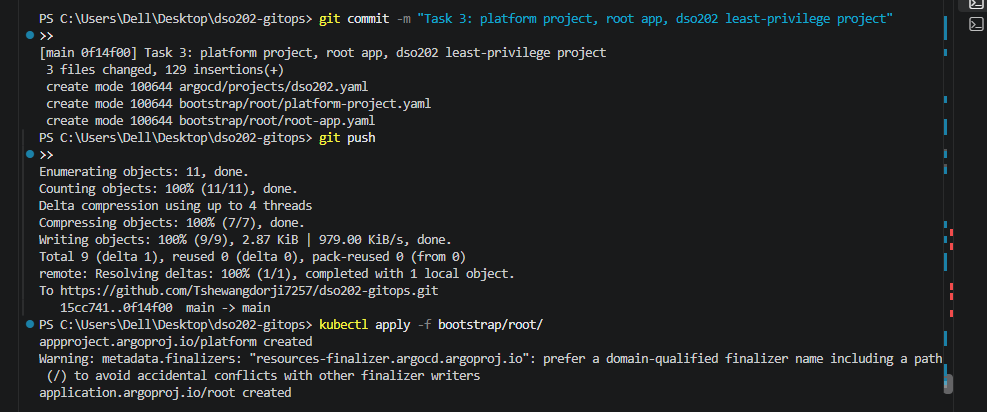 PS C:\Users\Dell\Desktop\dso202-gitops> git commit -m "Task 3: platform project, root app, dso202 least-privilege project"
>>
[main 0f14f00] Task 3: platform project, root app, dso202 least-privilege project
 3 files changed, 129 insertions(+)
 create mode 100644 argocd/projects/dso202.yaml
 create mode 100644 bootstrap/root/platform-project.yaml
 create mode 100644 bootstrap/root/root-app.yaml
PS C:\Users\Dell\Desktop\dso202-gitops> git push
>>
Enumerating objects: 11, done.
Counting objects: 100% (11/11), done.
Delta compression using up to 4 threads
Compressing objects: 100% (7/7), done.
Writing objects: 100% (9/9), 2.87 KiB | 979.00 KiB/s, done.
Total 9 (delta 1), reused 0 (delta 0), pack-reused 0 (from 0)
remote: Resolving deltas: 100% (1/1), completed with 1 local object.
To https://github.com/Tshewangdorji7257/dso202-gitops.git
   15cc741..0f14f00  main -> main
PS C:\Users\Dell\Desktop\dso202-gitops> kubectl apply -f bootstrap/root/
appproject.argoproj.io/platform created
Warning: metadata.finalizers: "resources-finalizer.argocd.argoproj.io": prefer a domain-qualified finalizer name including a path
 (/) to avoid accidental conflicts with other finalizer writers
application.argoproj.io/root created